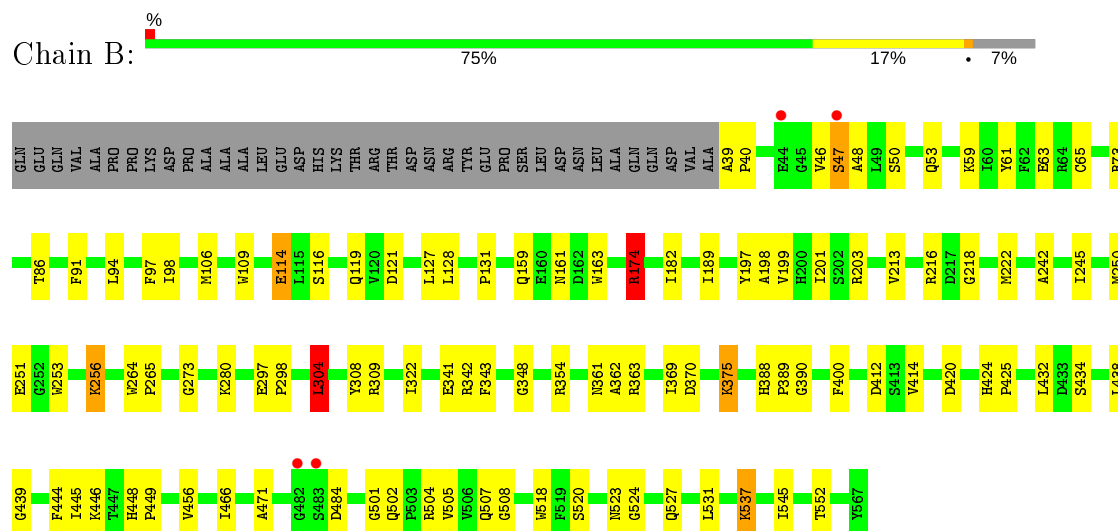 %
Chain B:
75% 17% • 7%
GLN GLU GLN VAL ALA PRO PRO LYS ASP PRO ALA ALA ALA LEU GLU ASP HIS LYS THR ARG THR ASP ASN ARG TYR GLU PRO SER LEU ASP ASN LEU ALA GLN GLN ASP VAL ALA A39 P40 E44 G45 V46 S47 A48 L49 S50 Q53 K59 I60 Y61 F62 E63 R64 C65
T86 F91 L94 F97 I98 M106 W109 E114 L115 S116 Q119 V120 D121 L127 L128 P131 Q159 E160 N161 D162 W163 R174 I182 I189 Y197 A198 V199 H200 I201 S202 R203 V213 R216 D217 G218 M222 A242 I245 M250
E251 G252 W253 K256 W264 P265 G273 K280 E297 P298 L304 Y308 R309 I322 E341 R342 F343 G348 R354 N361 A362 R363 I369 D370 K375 H388 P389 G390 F400 D412 S413 V414 D420 H424 P425 L432 D433 S434
G439 F444 I445 K446 T447 H448 P449 V456 I466 A471 G482 S483 D484 G501 Q502 P503 R504 V505 V506 Q507 G508 W518 F519 S520 N523 G524 Q527 L531 K537 I545 T552 Y567